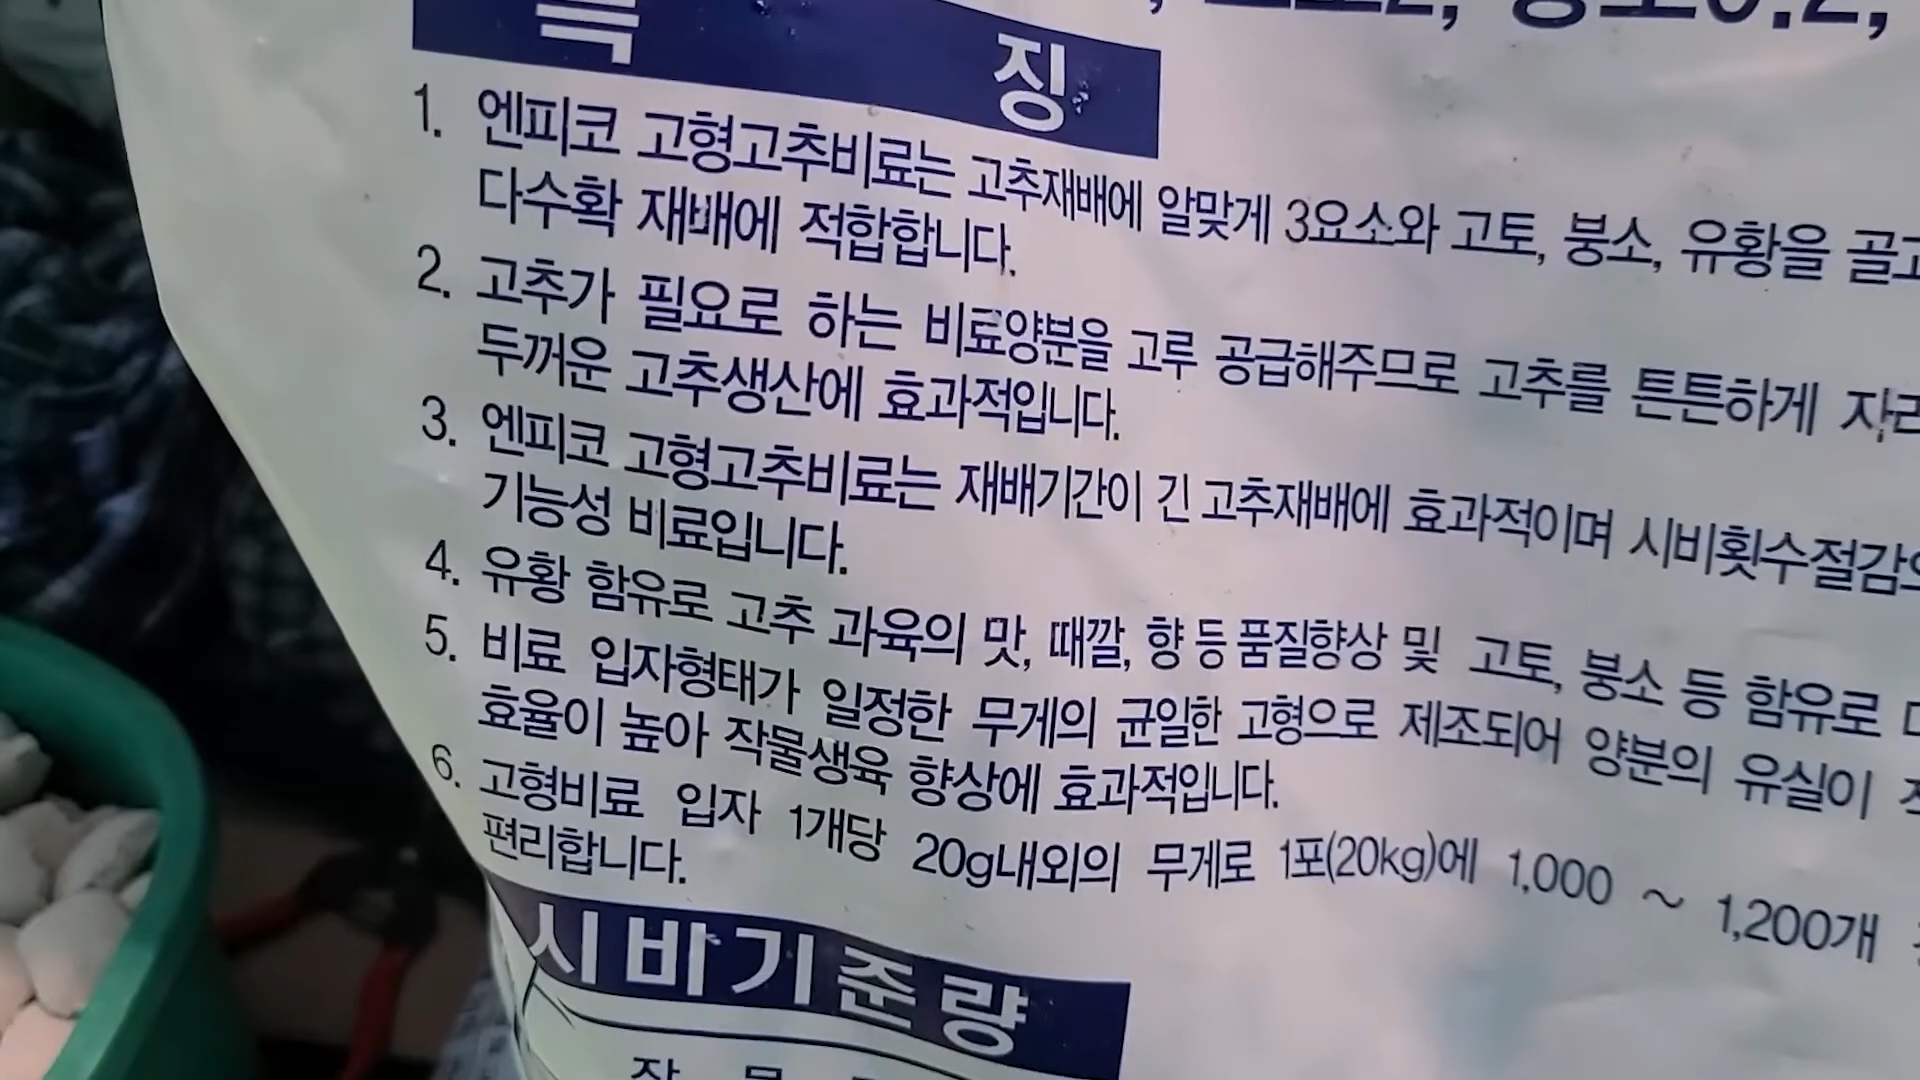 특 징
1. 엔피코 고형고추비료는 고추재배에 알맞게 3요소와 고토, 붕소, 유황을
다수확 재배에 적합합니다.
2. 고추가 필요로 하는 비료양분을 고루 공급해주므로 고추를 튼튼하게
두꺼운 고추생산에 효과적입니다.
3. 엔피코 고형고추비료는 재배기간이 긴 고추재배에 효과적이며 시비횟수절감
기능성 비료입니다.
4. 유황 함유로 고추 과육의 맛, 때깔, 향 등 품질향상 및 고토, 붕소 등 함유로
5. 비료 입자형태가 일정한 무게의 균일한 고형으로 제조되어 양분의 유실이
효율이 높아 작물생육 향상에 효과적입니다.
6. 고형비료 입자 1개당 20g내외의 무게로 1포(20kg)에 1,000 ~ 1,200개
편리합니다.
시비기준량